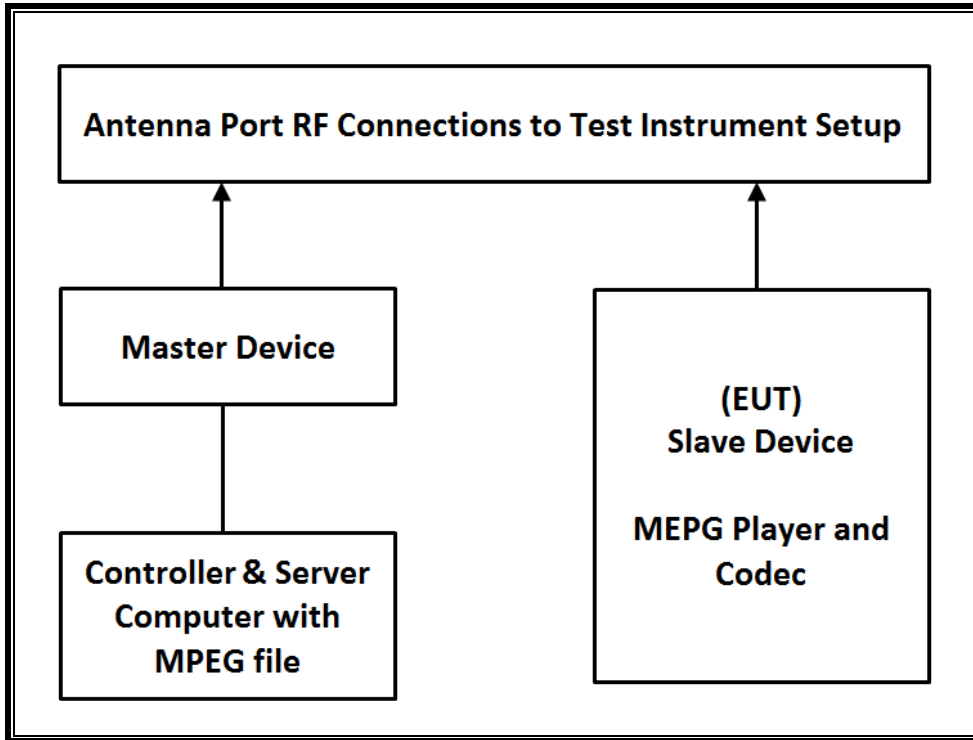 Antenna Port RF Connections to Test Instrument Setup
Master Device
Controller & Server
Computer with
MPEG file
(EUT)
Slave Device
MEPG Player and
Codec